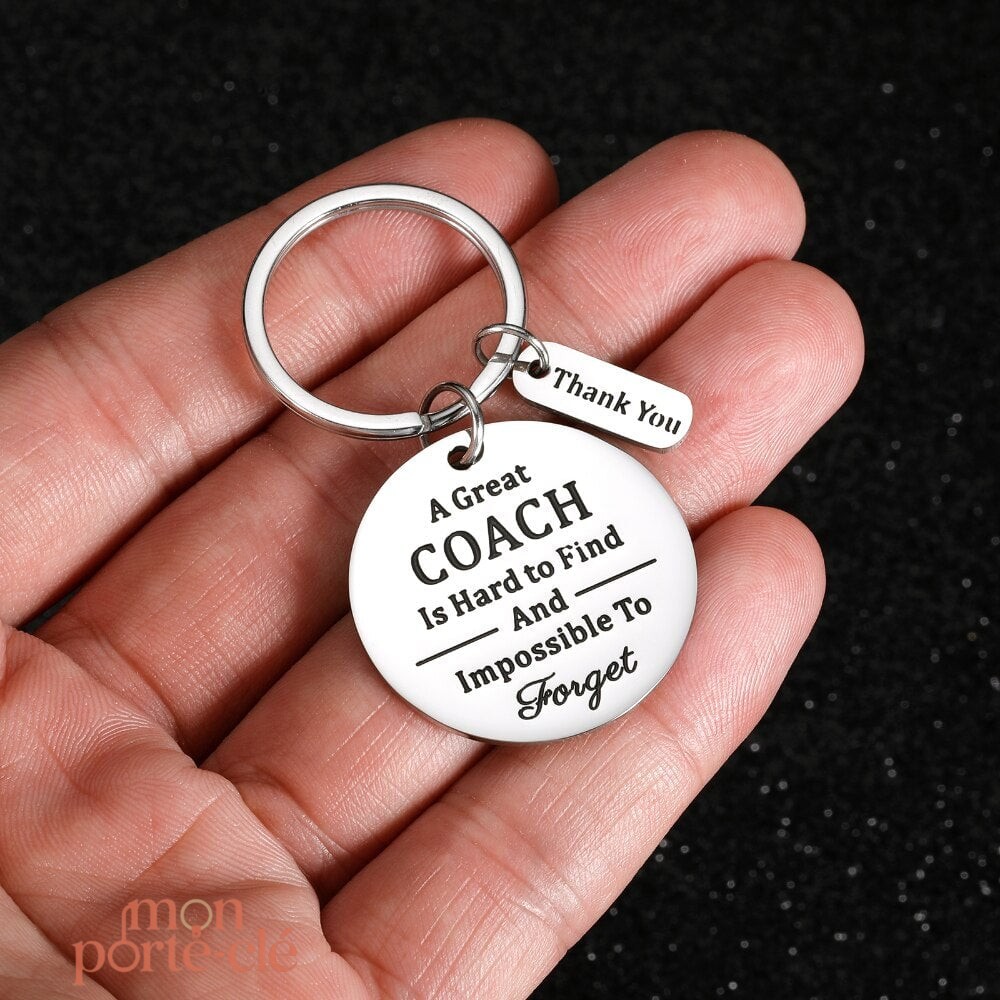 Thank You
A Great
COACH
Is Hard to Find
And
Impossible To
Forget
mon
porte-clé